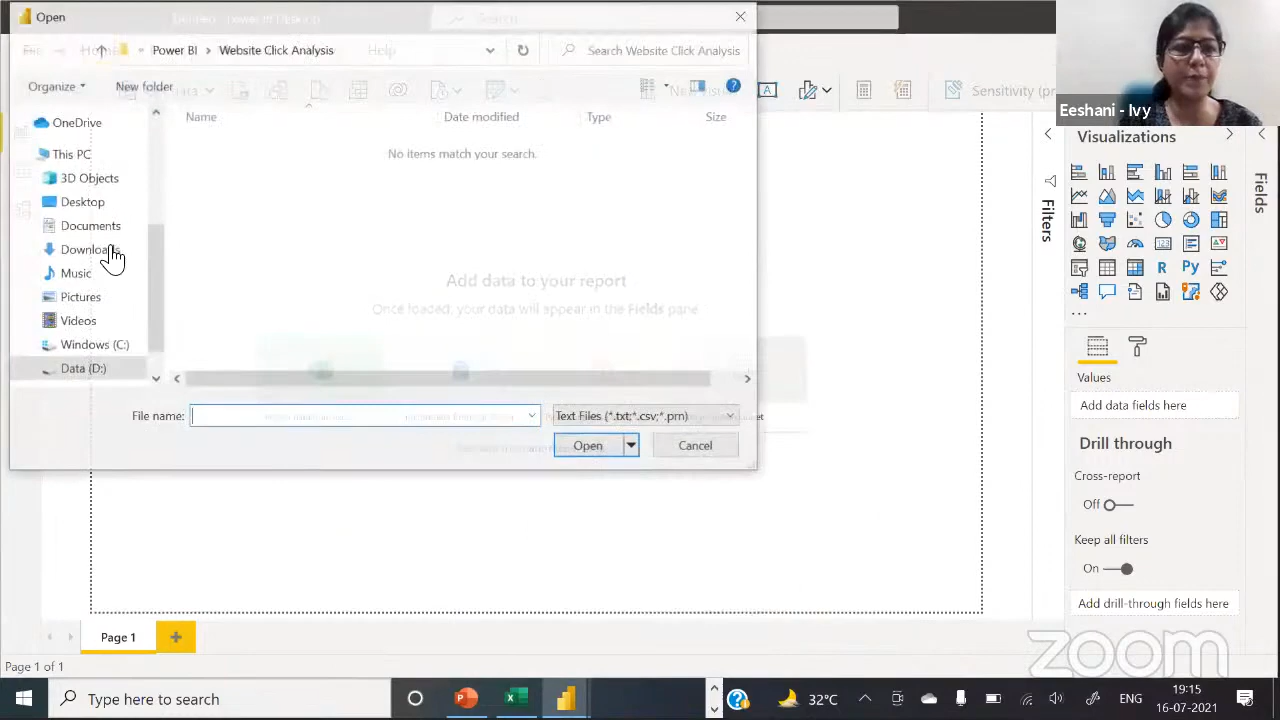 Open
Search
Power BI > Website Click Analysis
Search Website Click Analysis
Home
Help
Organize
New folder
Sensitivity
Eeshani - Ivy
Name
Date modified
Type
Size
No items match your search.
OneDrive
This PC
3D Objects
Desktop
Documents
Downloads
Music
Pictures
Videos
Windows (C:)
Data (D:)
Add data to your report
Once loaded, your data will appear in the Fields pane
File name:
Text Files (*.txt;*.csv;*.prn)
Open
Cancel
Filters
Visualizations
Fields
R
Py
Values
Add data fields here
Drill through
Cross-report
Off
Keep all filters
On
Add drill-through fields here
Page 1
Page 1 of 1
zoom
Type here to search
32°C
ENG
19:15
16-07-2021